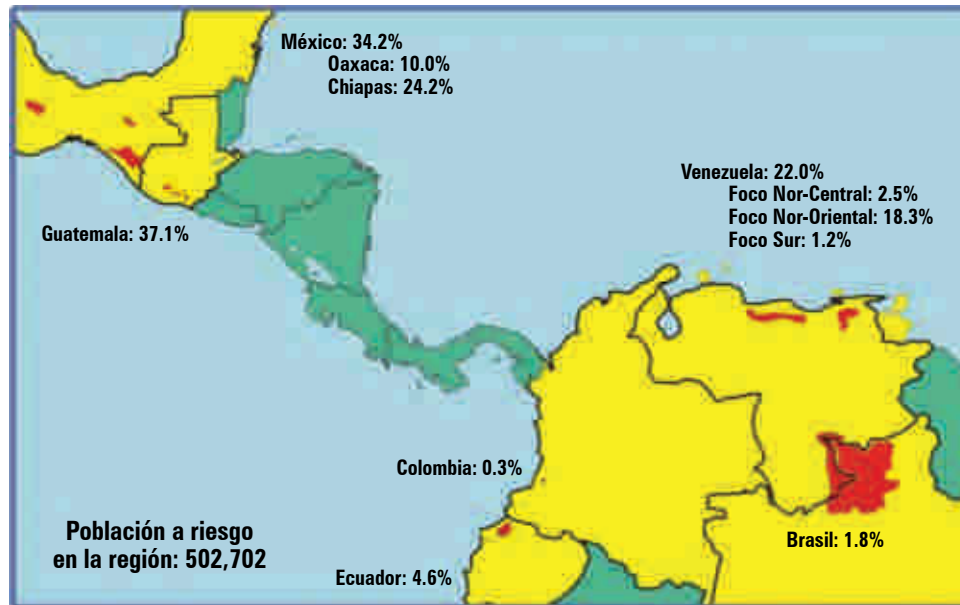 México: 34.2%
Oaxaca: 10.0%
Chiapas: 24.2%
Venezuela: 22.0%
Foco Nor-Central: 2.5%
Foco Nor-Oriental: 18.3%
Foco Sur: 1.2%
Guatemala: 37.1%
Colombia: 0.3%
Población a riesgo
en la región: 502,702
Brasil: 1.8%
Ecuador: 4.6%